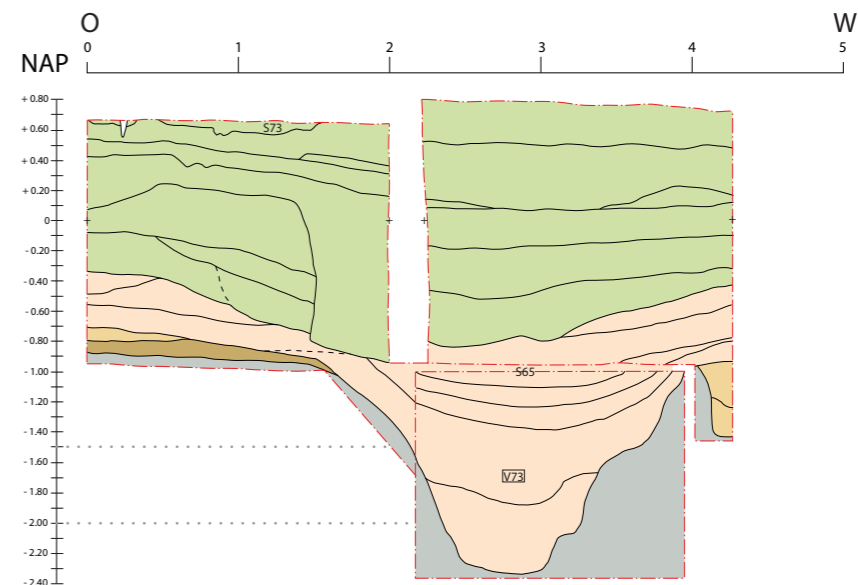 O W
0 1 2 3 4 5
NAP
+ 0.80
+ 0.60
S73
+ 0.40
+ 0.20
0
- 0.20
- 0.40
- 0.60
- 0.80
- 1.00
S65
- 1.20
- 1.40
- 1.60
V73
- 1.80
- 2.00
- 2.20
- 2.40